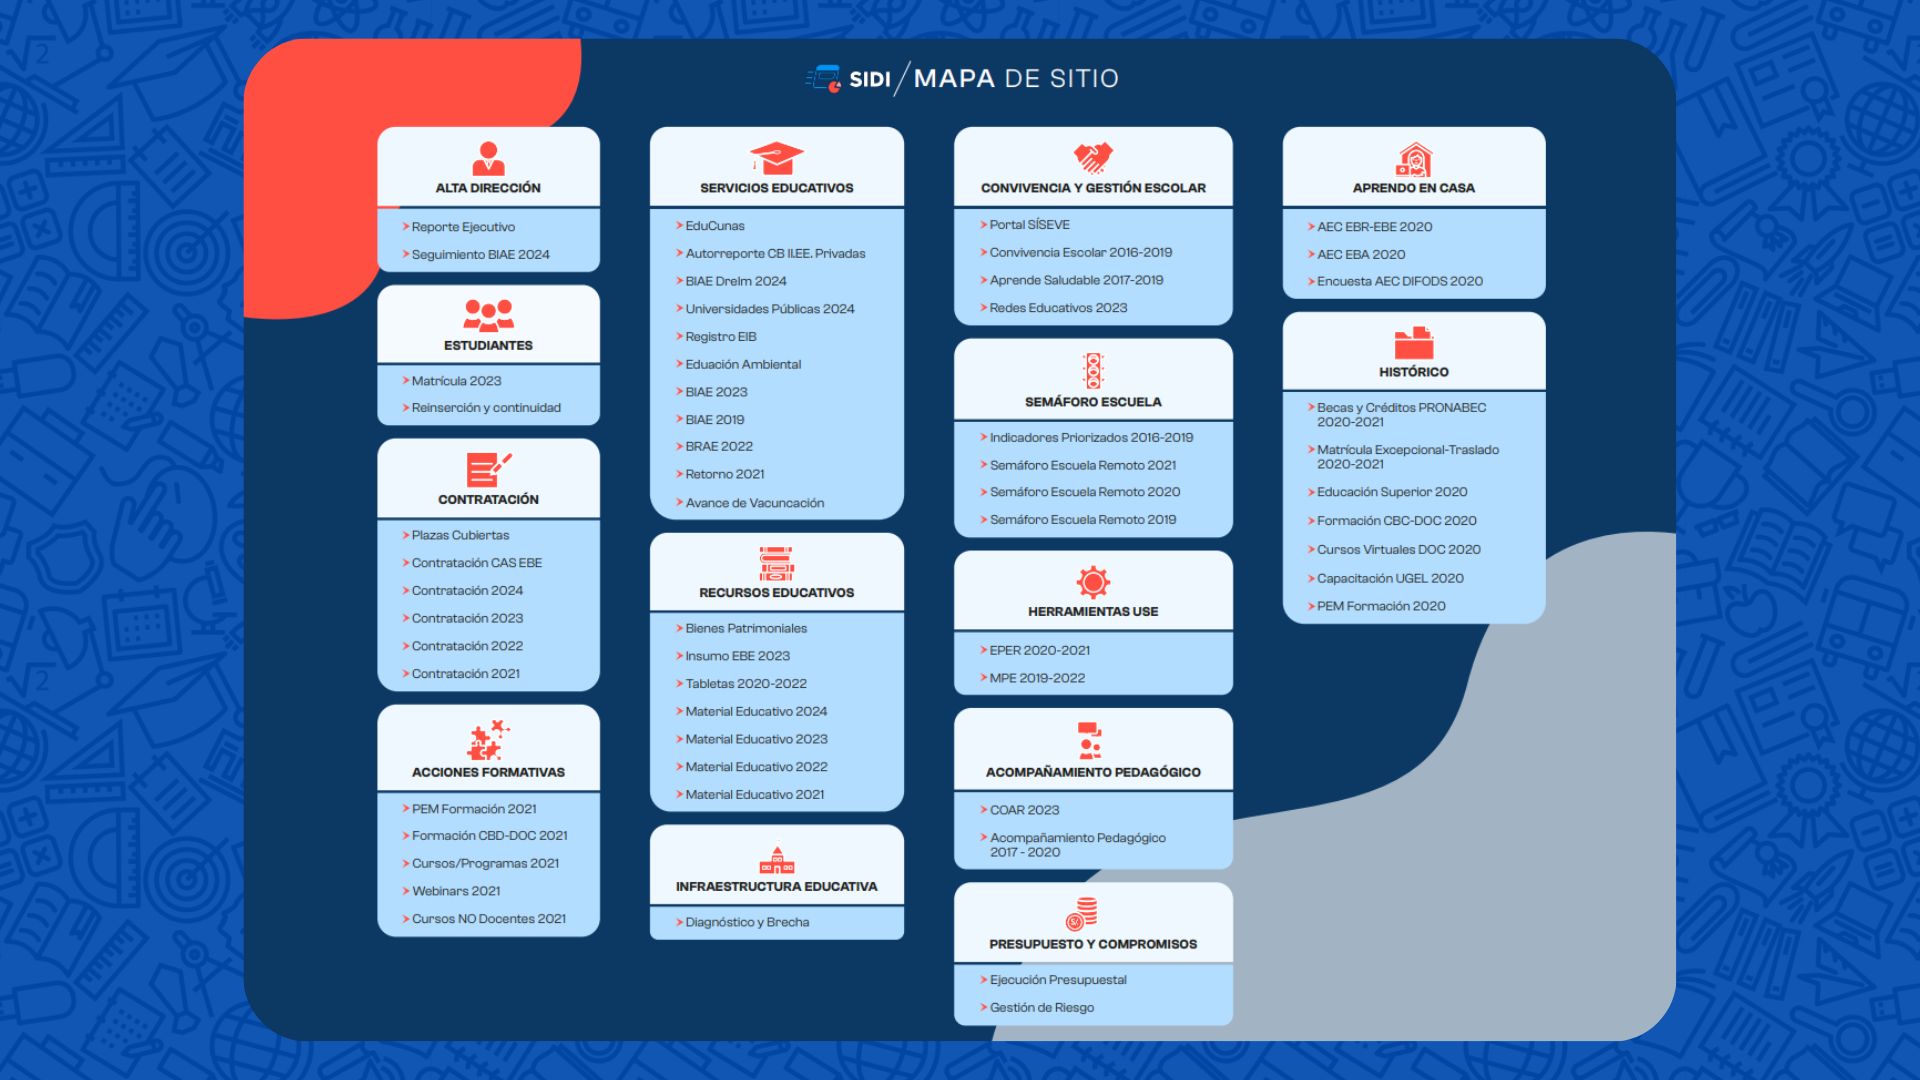 SIDI / MAPA DE SITIO
ALTA DIRECCIÓN
Reporte Ejecutivo
Seguimiento BIAE 2024
ESTUDIANTES
Matrícula 2023
Reinserción y continuidad
CONTRATACIÓN
Plazas Cubiertas
Contratación CAS EBE
Contratación 2024
Contratación 2023
Contratación 2022
Contratación 2021
ACCIONES FORMATIVAS
PEM Formación 2021
Formación CBD-DOC 2021
Cursos/Programas 2021
Webinars 2021
Cursos NO Docentes 2021
SERVICIOS EDUCATIVOS
EduCunas
Autorreporte CB II.EE. Privadas
BIAE Drelm 2024
Universidades Públicas 2024
Registro EIB
Eduación Ambiental
BIAE 2023
BIAE 2019
BRAE 2022
Retorno 2021
Avance de Vacuncación
RECURSOS EDUCATIVOS
Bienes Patrimoniales
Insumo EBE 2023
Tabletas 2020-2022
Material Educativo 2024
Material Educativo 2023
Material Educativo 2022
Material Educativo 2021
INFRAESTRUCTURA EDUCATIVA
Diagnóstico y Brecha
CONVIVENCIA Y GESTIÓN ESCOLAR
Portal SÍSEVE
Convivencia Escolar 2016-2019
Aprende Saludable 2017-2019
Redes Educativos 2023
SEMÁFORO ESCUELA
Indicadores Priorizados 2016-2019
Semáforo Escuela Remoto 2021
Semáforo Escuela Remoto 2020
Semáforo Escuela Remoto 2019
HERRAMIENTAS USE
EPER 2020-2021
MPE 2019-2022
ACOMPAÑAMIENTO PEDAGÓGICO
COAR 2023
Acompañamiento Pedagógico
2017 - 2020
PRESUPUESTO Y COMPROMISOS
Ejecución Presupuestal
Gestión de Riesgo
APRENDO EN CASA
AEC EBR-EBE 2020
AEC EBA 2020
Encuesta AEC DIFODS 2020
HISTÓRICO
Becas y Créditos PRONABEC
2020-2021
Matrícula Excepcional-Traslado
2020-2021
Educación Superior 2020
Formación CBC-DOC 2020
Cursos Virtuales DOC 2020
Capacitación UGEL 2020
PEM Formación 2020